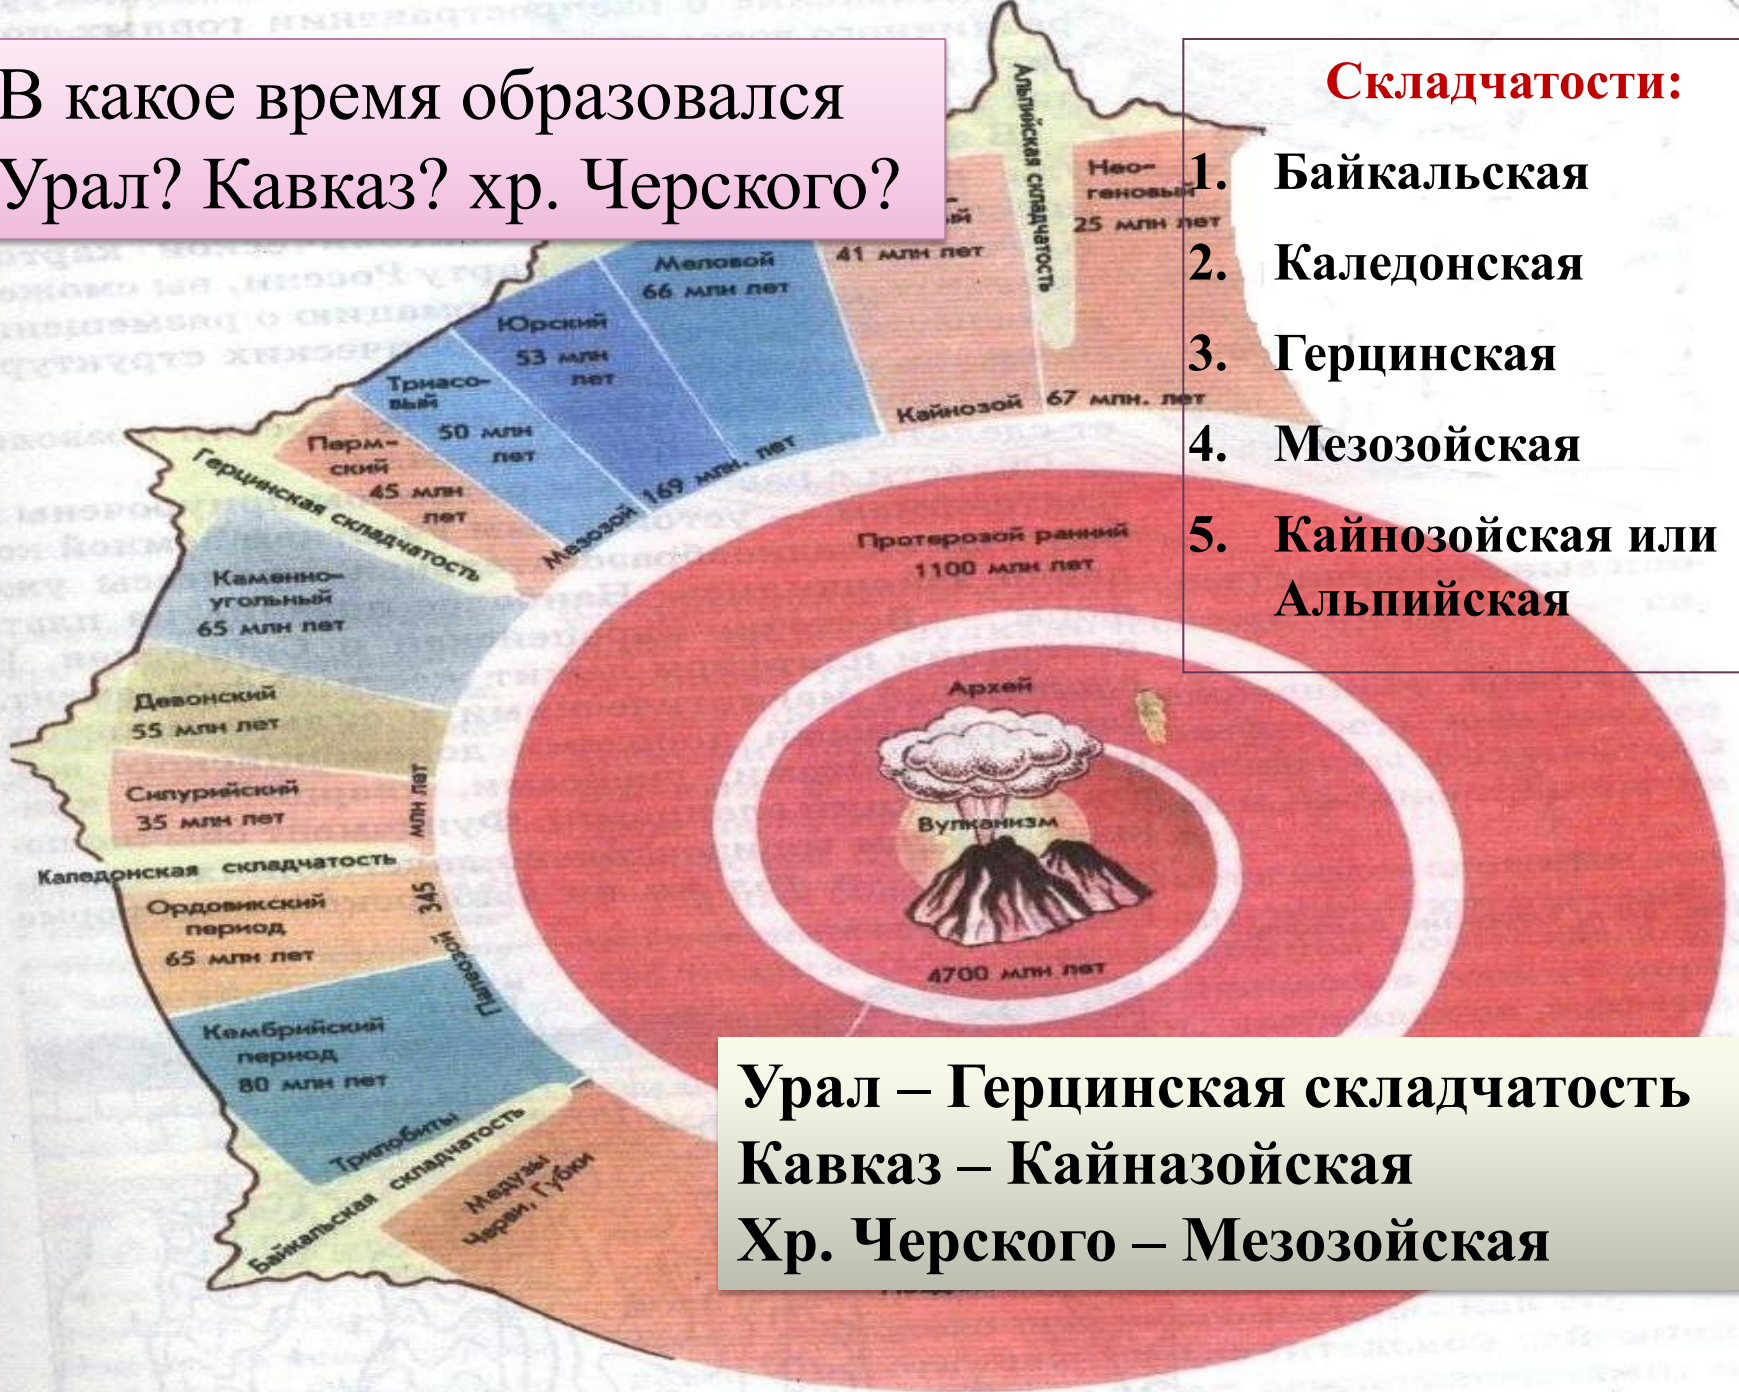 В какое время образовался
Урал? Кавказ? хр. Черского?
Складчатости:
1. Байкальская
2. Каледонская
3. Герцинская
4. Мезозойская
5. Кайнозойская или
Альпийская
Альпийская складчатость
Нео-
геновый
25 млн лет
41 млн лет
Кайнозой 67 млн. лет
Меловой
66 млн лет
Юрский
53 млн
лет
Триасо-
вый
50 млн
лет
Мезозой 169 млн. лет
Перм-
ский
45 млн
лет
Герцинская складчатость
Каменно-
угольный
65 млн лет
Девонский
55 млн лет
Силурийский
35 млн лет
Каледонская складчатость
Ордовикский
период
65 млн лет
Палеозой 345 млн лет
Кембрийский
период
80 млн лет
Трилобиты
Байкальская складчатость
Медузы
Черви, Губки
Протерозой ранний
1100 млн лет
Архей
Вулканизм
4700 млн лет
Урал – Герцинская складчатость
Кавказ – Кайназойская
Хр. Черского – Мезозойская